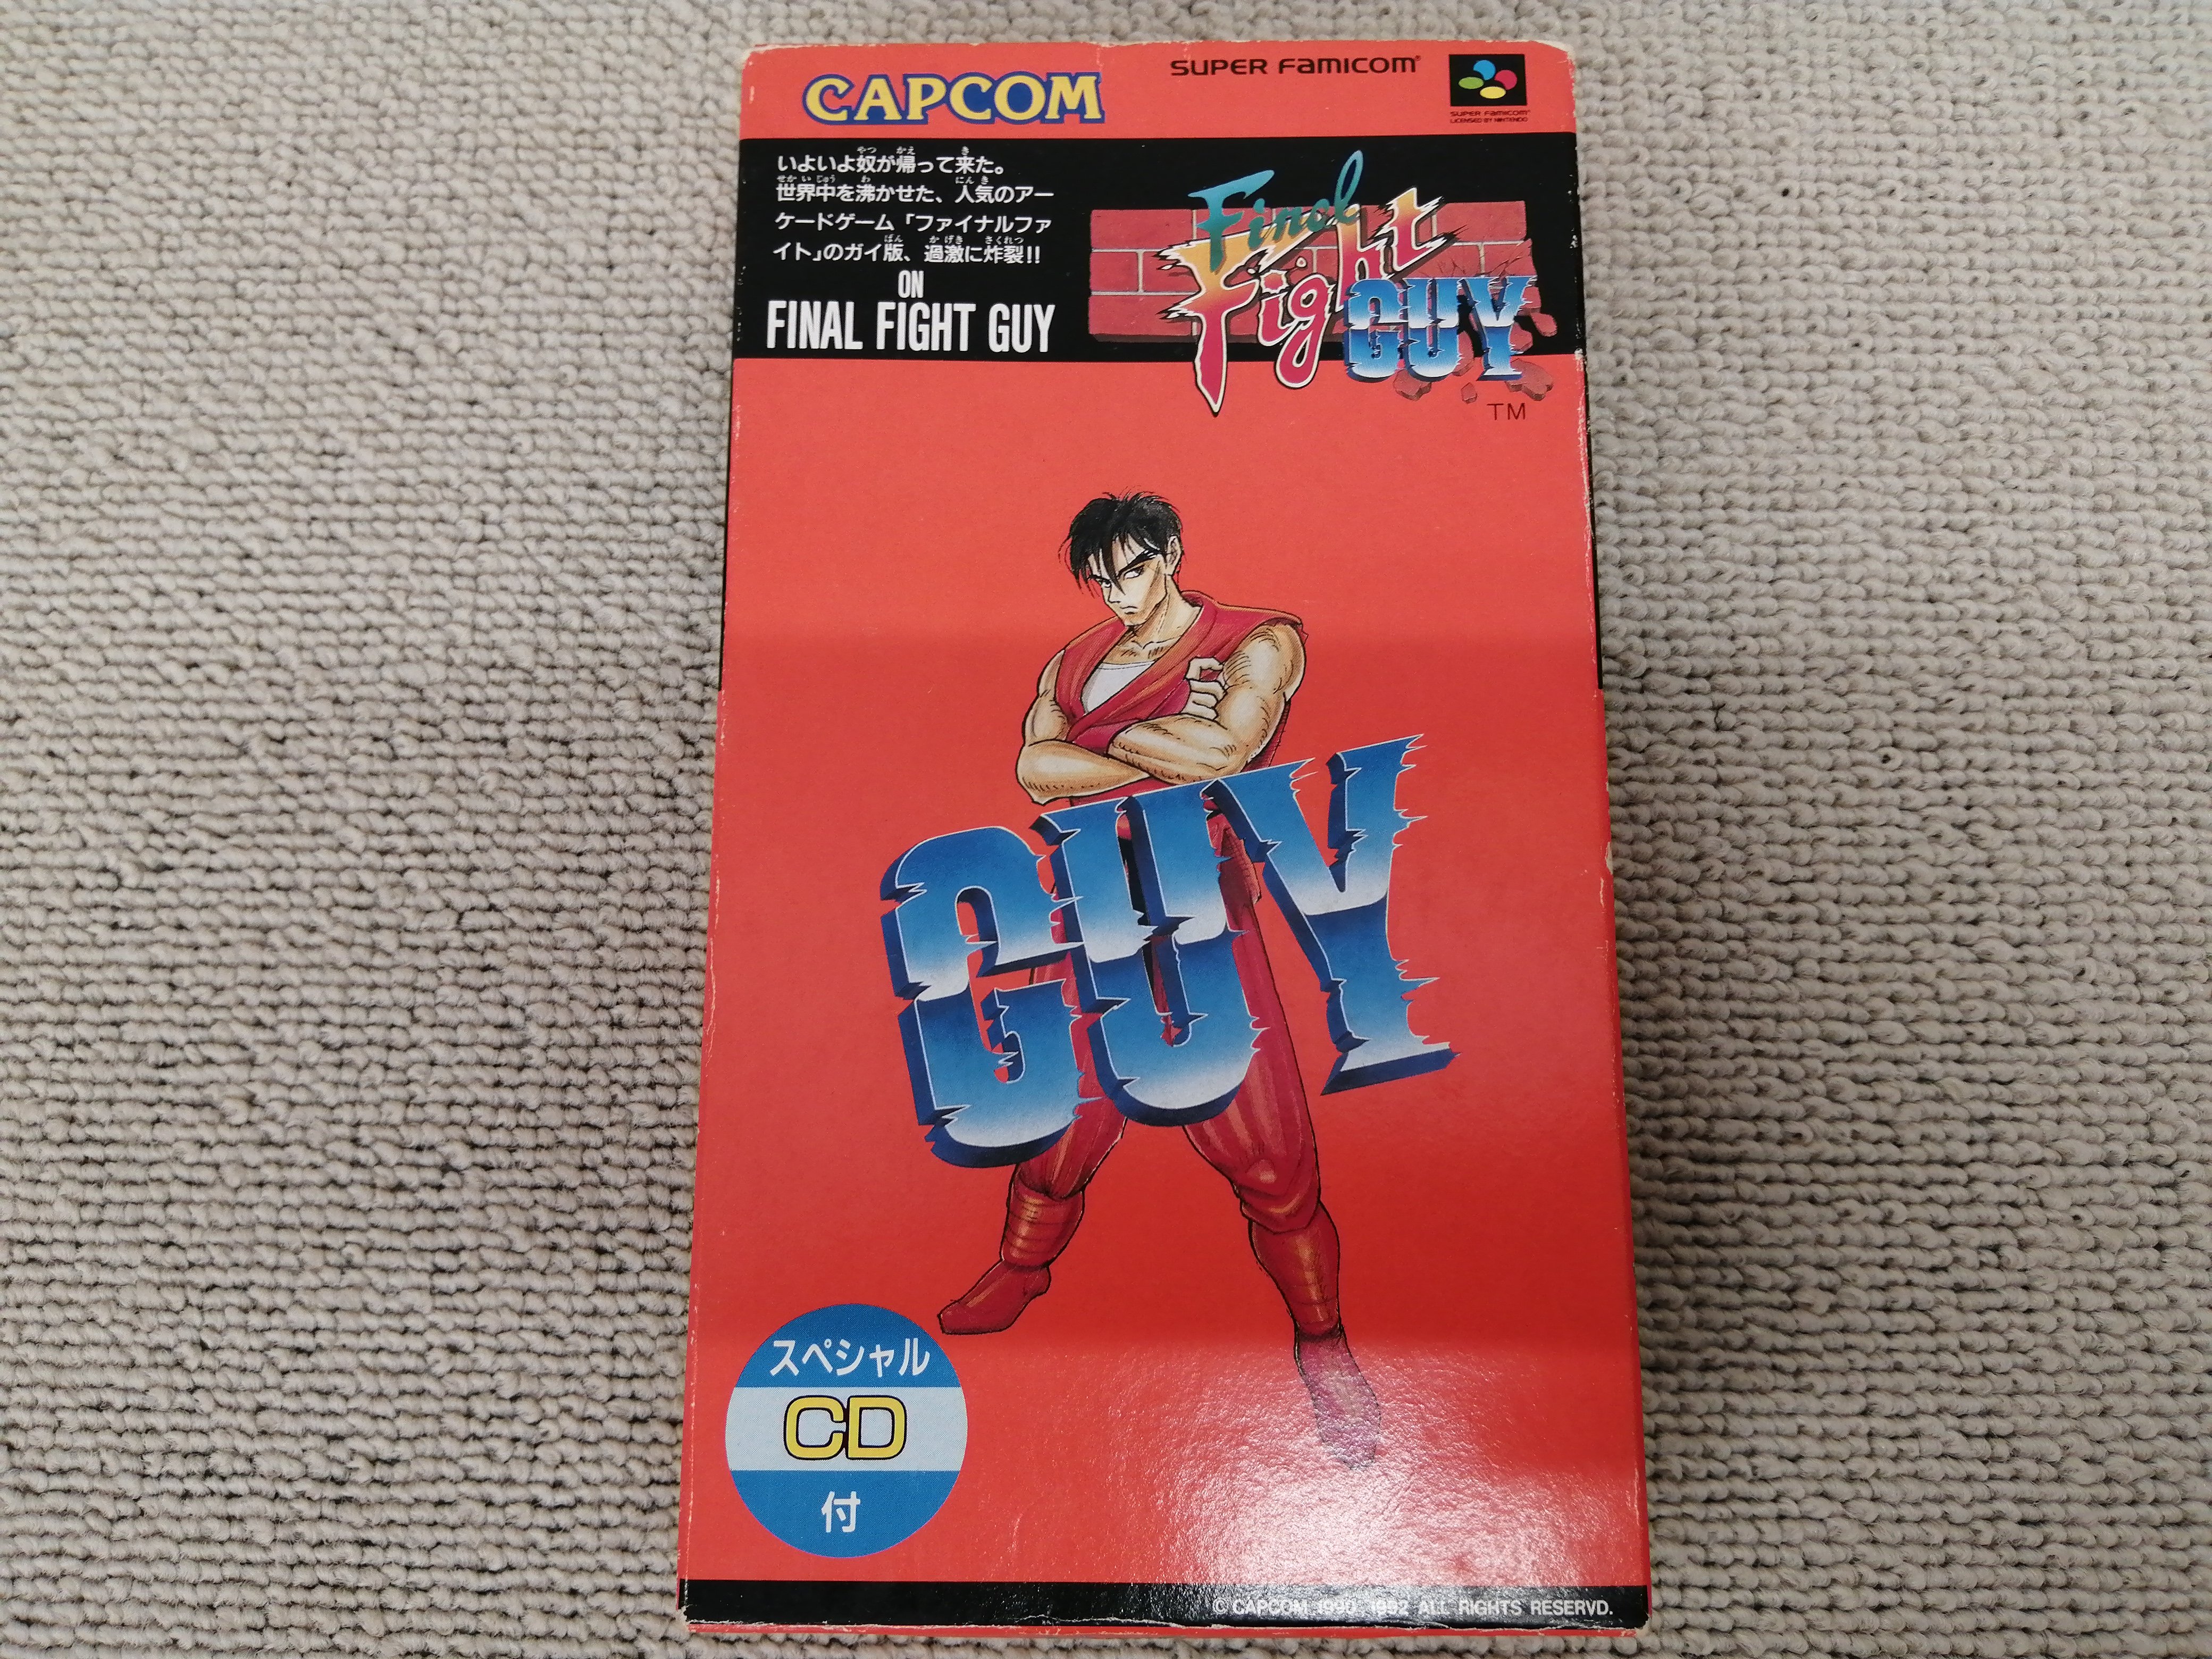 CAPCOM
SUPER FAMICOM
SUPER FAMICOM
LICENSED BY NINTENDO
いよいよ奴が帰って来た。
世界中を沸かせた、人気のアー
ケードゲーム「ファイナルファ
イト」のガイ版、過激に炸裂!!
ON
FINAL FIGHT GUY
Final
Fight
GUY
TM
GUY
スペシャル
CD
付
© CAPCOM 1990 1992 ALL RIGHTS RESERVD.